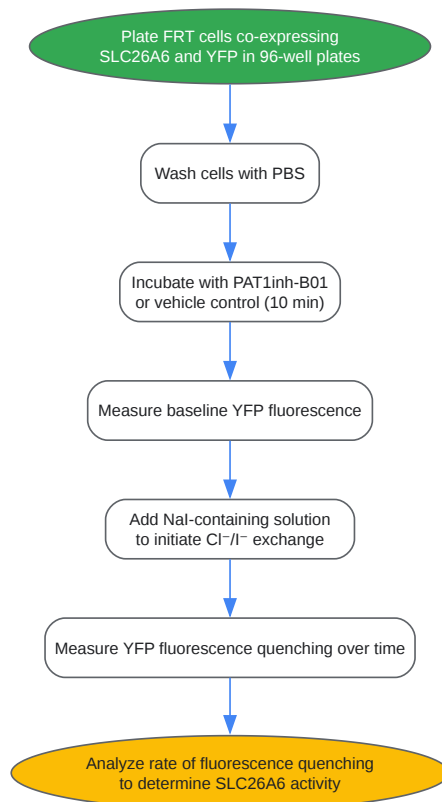 Plate FRT cells co-expressing
SLC26A6 and YFP in 96-well plates
Wash cells with PBS
Incubate with PAT1inh-B01
or vehicle control (10 min)
Measure baseline YFP fluorescence
Add NaI-containing solution
to initiate Cl⁻/I⁻ exchange
Measure YFP fluorescence quenching over time
Analyze rate of fluorescence quenching
to determine SLC26A6 activity